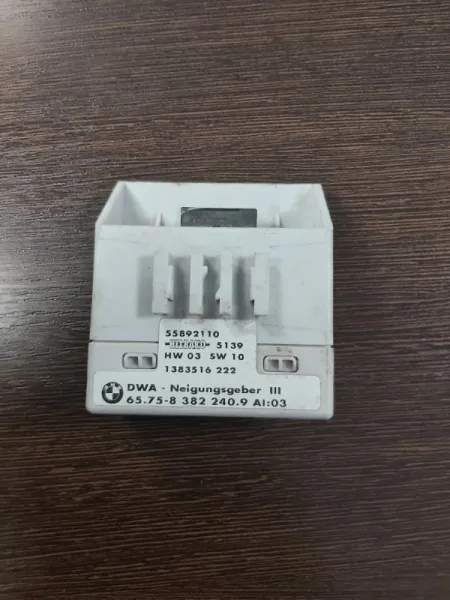 55892110
5139
HW 03 SW 10
1383516 222
DWA - Neigungsgeber III
65.75-8 382 240.9 AI:03